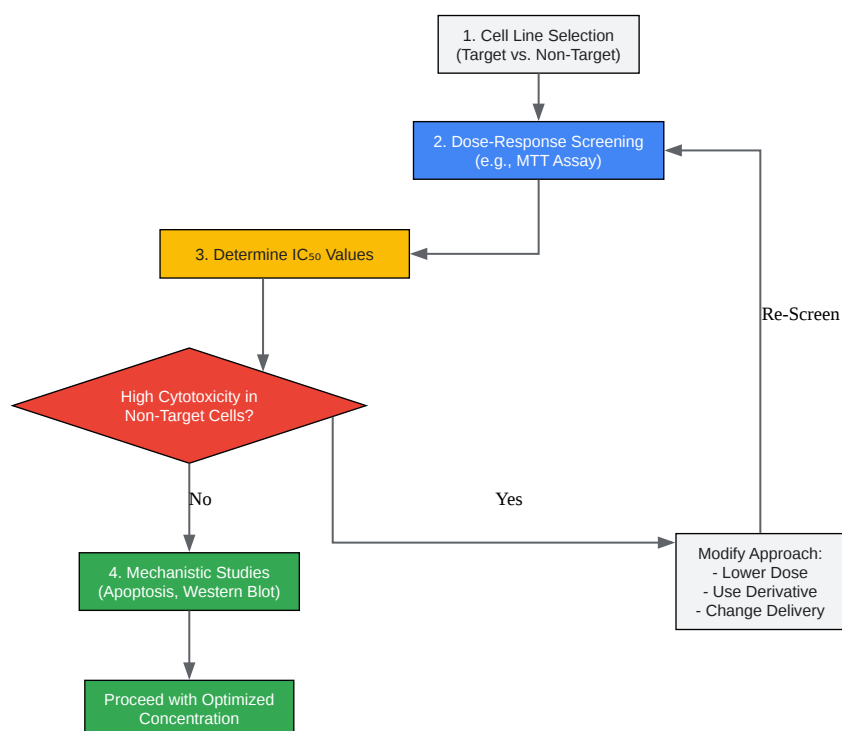 1. Cell Line Selection
(Target vs. Non-Target)
2. Dose-Response Screening
(e.g., MTT Assay)
3. Determine IC₅₀ Values
Re-Screen
High Cytotoxicity in
Non-Target Cells?
No
Yes
Modify Approach:
- Lower Dose
- Use Derivative
- Change Delivery
4. Mechanistic Studies
(Apoptosis, Western Blot)
Proceed with Optimized
Concentration